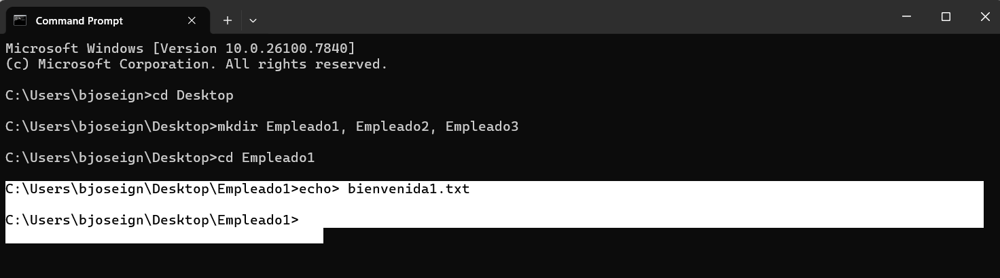 Command Prompt
Microsoft Windows [Version 10.0.26100.7840]
(c) Microsoft Corporation. All rights reserved.
C:\Users\bjoseign>cd Desktop
C:\Users\bjoseign\Desktop>mkdir Empleado1, Empleado2, Empleado3
C:\Users\bjoseign\Desktop>cd Empleado1
C:\Users\bjoseign\Desktop\Empleado1>echo> bienvenida1.txt
C:\Users\bjoseign\Desktop\Empleado1>